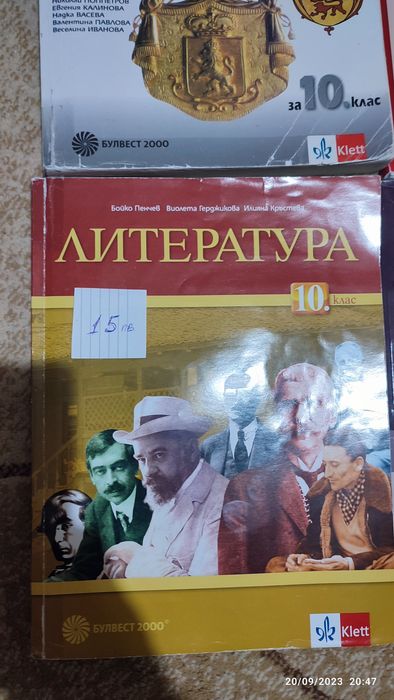 Николай ПОППЕТРОВ
Евгения КАЛИНОВА
Надка ВАСЕВА
Валентина ПАВЛОВА
Веселина ИВАНОВА
за 10. клас
БУЛВЕСТ 2000
Klett
Бойко Пенчев Виолета Герджикова Илияна Кръстева
ЛИТЕРАТУРА
10. клас
15 лв
БУЛВЕСТ 2000®
Klett
20/09/2023 20:47